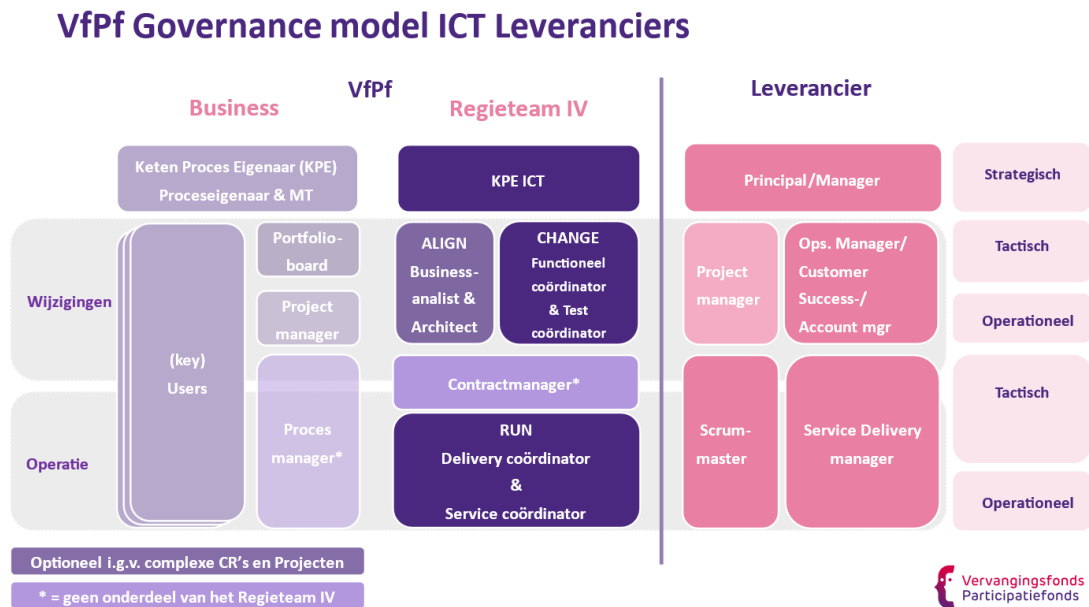 VfPf Governance model ICT Leveranciers
VfPf
Business
Regieteam IV
Leverancier
Keten Proces Eigenaar (KPE)
Proceseigenaar & MT
KPE ICT
Principal/Manager
Strategisch
Wijzigingen
(key)
Users
Portfolio-
board
Project
manager
ALIGN
Business-
analist &
Architect
CHANGE
Functioneel
coördinator
& Test
coördinator
Project
manager
Ops. Manager/
Customer
Success-/
Account mgr
Tactisch
Operationeel
Contractmanager*
Operatie
Proces
manager*
RUN
Delivery coördinator
&
Service coördinator
Scrum-
master
Service Delivery
manager
Tactisch
Operationeel
Optioneel i.g.v. complexe CR's en Projecten
* = geen onderdeel van het Regieteam IV
Vervangingsfonds
Participatiefonds